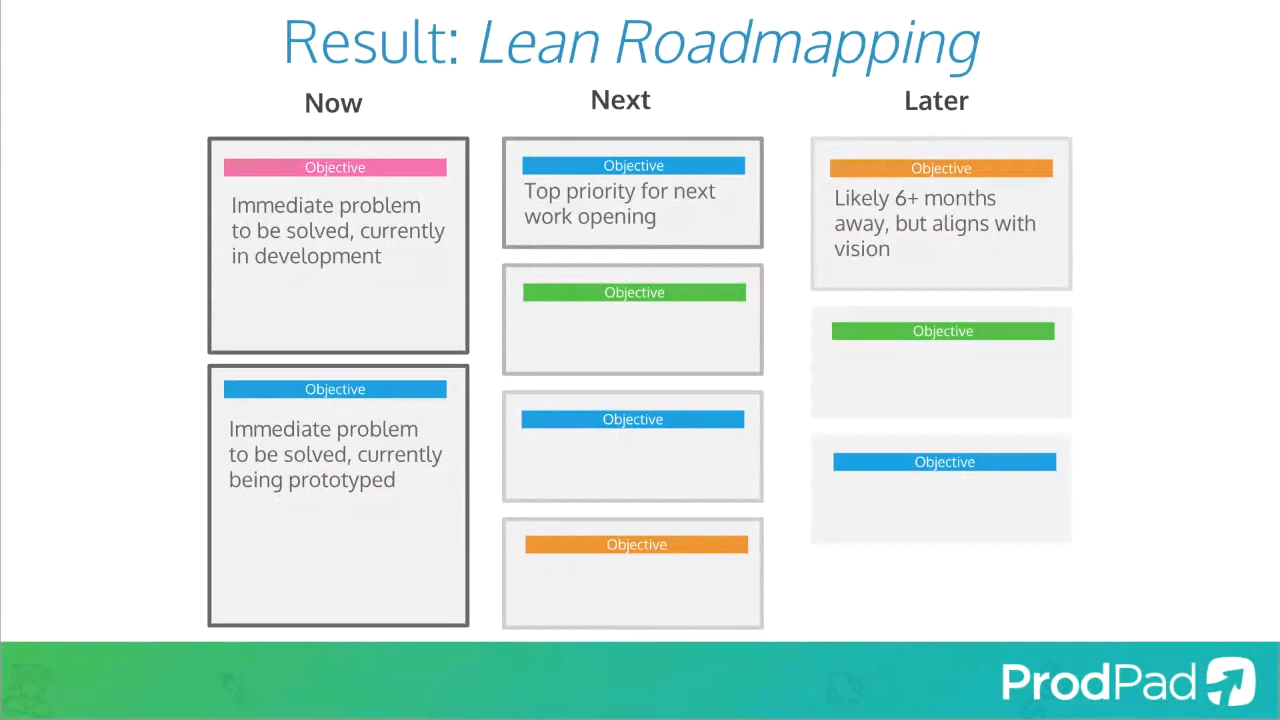 Result: Lean Roadmapping
Now
Next
Later
Objective
Immediate problem
to be solved, currently
in development
Objective
Immediate problem
to be solved, currently
being prototyped
Objective
Top priority for next
work opening
Objective
Objective
Objective
Objective
Likely 6+ months
away, but aligns with
vision
Objective
Objective
ProdPad